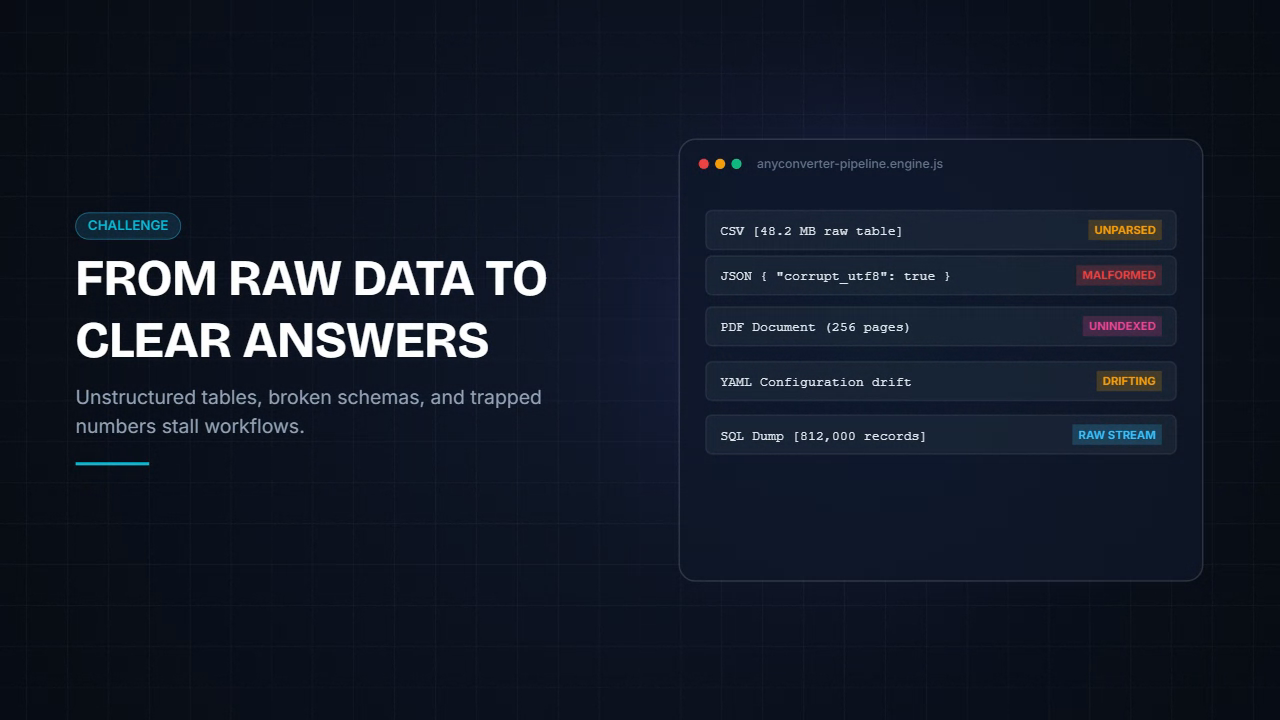 CHALLENGE
FROM RAW DATA TO
CLEAR ANSWERS
Unstructured tables, broken schemas, and trapped
numbers stall workflows.
anyconverter-pipeline.engine.js
CSV [48.2 MB raw table] UNPARSED
JSON { "corrupt_utf8": true } MALFORMED
PDF Document (256 pages) UNINDEXED
YAML Configuration drift DRIFTING
SQL Dump [812,000 records] RAW STREAM